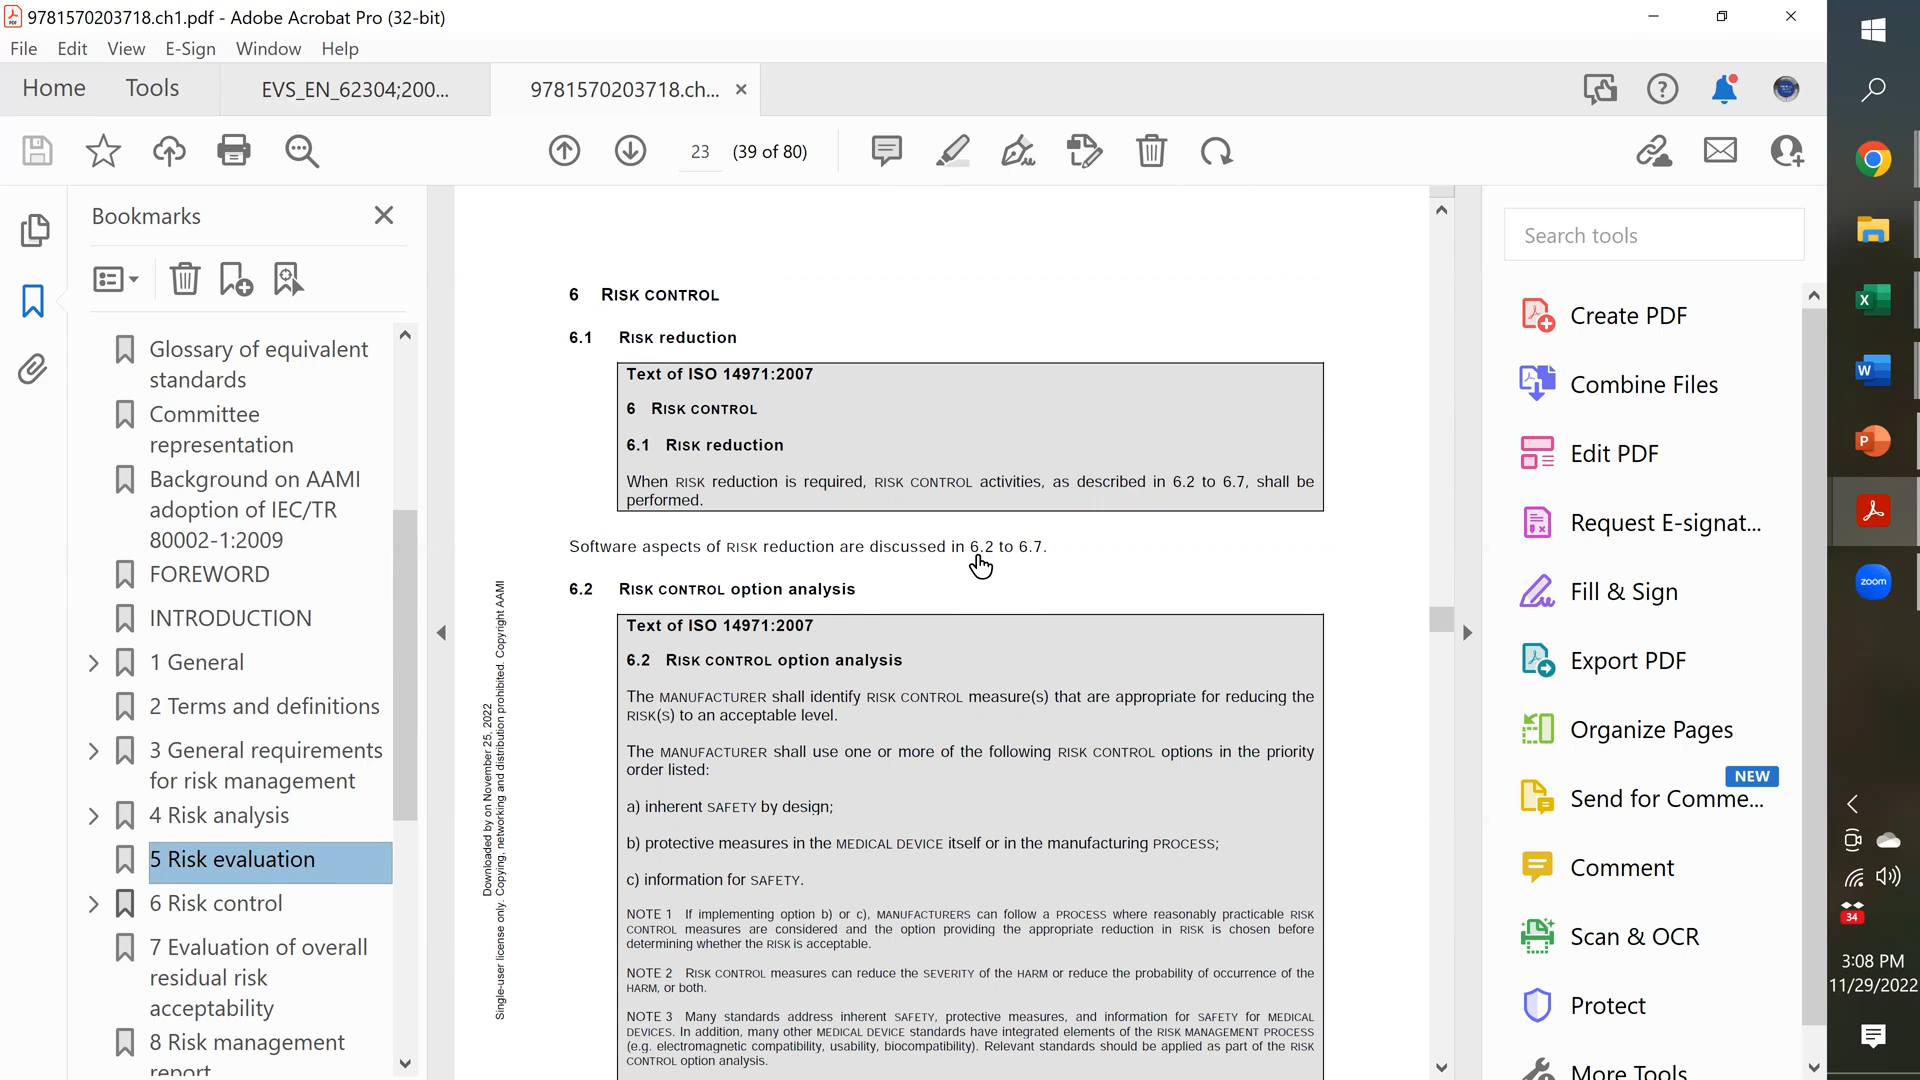 9781570203718.ch1.pdf - Adobe Acrobat Pro (32-bit)
File Edit View E-Sign Window Help
Home Tools EVS_EN_62304;200... 9781570203718.ch...
23 (39 of 80)
Bookmarks
Glossary of equivalent
standards
Committee
representation
Background on AAMI
adoption of IEC/TR
80002-1:2009
FOREWORD
INTRODUCTION
1 General
2 Terms and definitions
3 General requirements
for risk management
4 Risk analysis
5 Risk evaluation
6 Risk control
7 Evaluation of overall
residual risk
acceptability
8 Risk management
report
Downloaded by on November 25, 2022
Single-user license only. Copying, networking and distribution prohibited. Copyright AAMI
6 RISK CONTROL
6.1 RISK reduction
Text of ISO 14971:2007
6 RISK CONTROL
6.1 RISK reduction
When RISK reduction is required, RISK CONTROL activities, as described in 6.2 to 6.7, shall be
performed.
Software aspects of RISK reduction are discussed in 6.2 to 6.7.
6.2 RISK CONTROL option analysis
Text of ISO 14971:2007
6.2 RISK CONTROL option analysis
The MANUFACTURER shall identify RISK CONTROL measure(s) that are appropriate for reducing the
RISK(S) to an acceptable level.
The MANUFACTURER shall use one or more of the following RISK CONTROL options in the priority
order listed:
a) inherent SAFETY by design;
b) protective measures in the MEDICAL DEVICE itself or in the manufacturing PROCESS;
c) information for SAFETY.
NOTE 1 If implementing option b) or c), MANUFACTURERS can follow a PROCESS where reasonably practicable RISK
CONTROL measures are considered and the option providing the appropriate reduction in RISK is chosen before
determining whether the RISK is acceptable.
NOTE 2 RISK CONTROL measures can reduce the SEVERITY of the HARM or reduce the probability of occurrence of the
HARM, or both.
NOTE 3 Many standards address inherent SAFETY, protective measures, and information for SAFETY for MEDICAL
DEVICES. In addition, many other MEDICAL DEVICE standards have integrated elements of the RISK MANAGEMENT PROCESS
(e.g. electromagnetic compatibility, usability, biocompatibility). Relevant standards should be applied as part of the RISK
CONTROL option analysis.
Search tools
Create PDF
Combine Files
Edit PDF
Request E-signat...
Fill & Sign
Export PDF
Organize Pages
NEW
Send for Comme...
Comment
Scan & OCR
Protect
More Tools
X
W
P
zoom
34
3:08 PM
11/29/2022